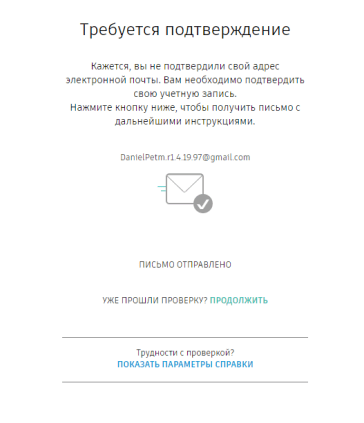 Требуется подтверждение
Кажется, вы не подтвердили свой адрес
электронной почты. Вам необходимо подтвердить
свою учетную запись.
Нажмите кнопку ниже, чтобы получить письмо с
дальнейшими инструкциями.
DanielPetm.r1.4.19.97@gmail.com
ПИСЬМО ОТПРАВЛЕНО
УЖЕ ПРОШЛИ ПРОВЕРКУ? ПРОДОЛЖИТЬ
Трудности с проверкой?
ПОКАЗАТЬ ПАРАМЕТРЫ СПРАВКИ